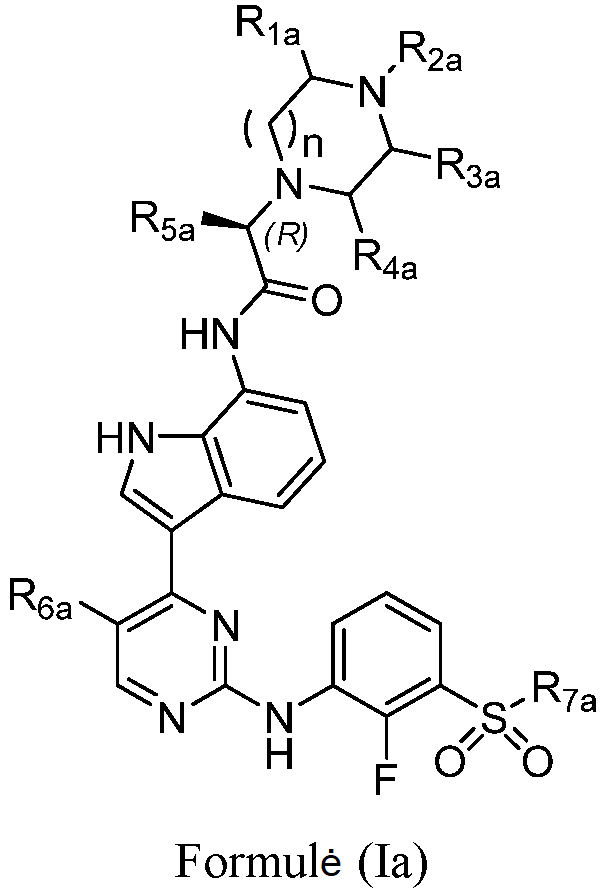 R1a
N
R2a
( )n
R3a
N
R5a
(R)
R4a
O
HN
HN
R6a
N
R7a
N
N
H
S
O
O
F
Formulė (Ia)